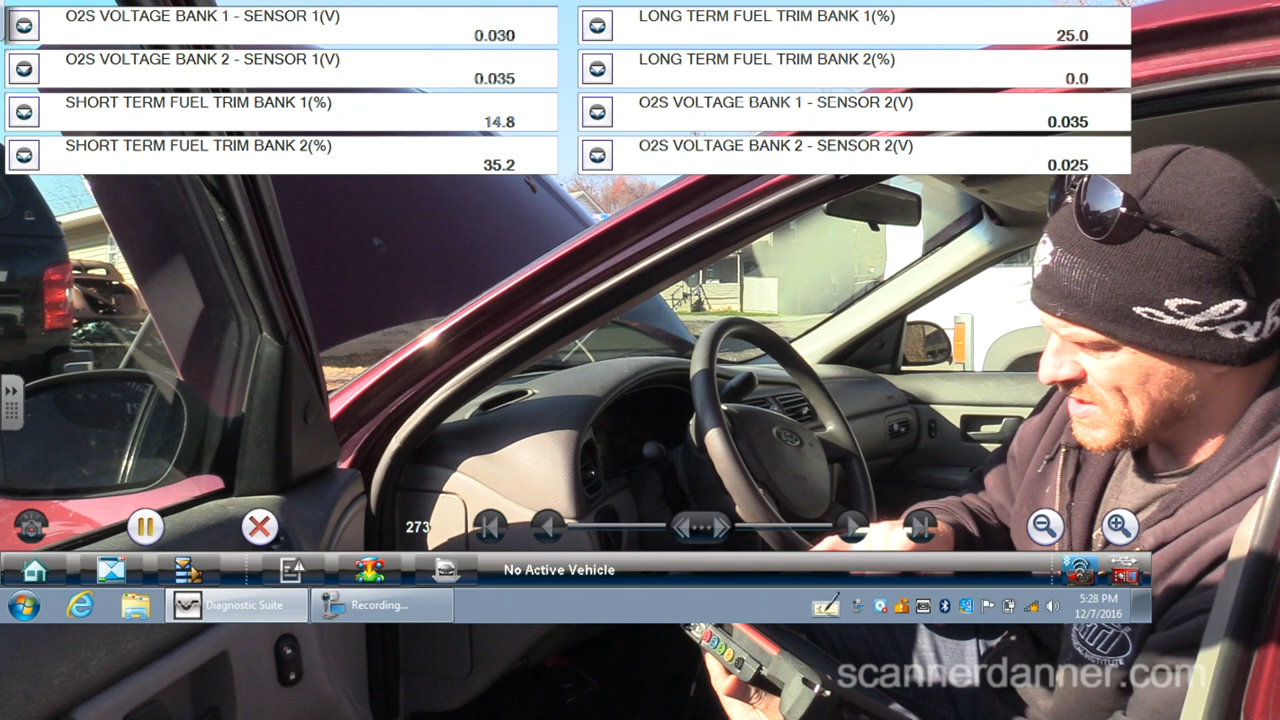 O2S VOLTAGE BANK 1 - SENSOR 1(V)
0.030
O2S VOLTAGE BANK 2 - SENSOR 1(V)
0.035
SHORT TERM FUEL TRIM BANK 1(%)
14.8
SHORT TERM FUEL TRIM BANK 2(%)
35.2
LONG TERM FUEL TRIM BANK 1(%)
25.0
LONG TERM FUEL TRIM BANK 2(%)
0.0
O2S VOLTAGE BANK 1 - SENSOR 2(V)
0.035
O2S VOLTAGE BANK 2 - SENSOR 2(V)
0.025
273
No Active Vehicle
Diagnostic Suite
Recording...
5:28 PM
12/7/2016
scannerdanner.com